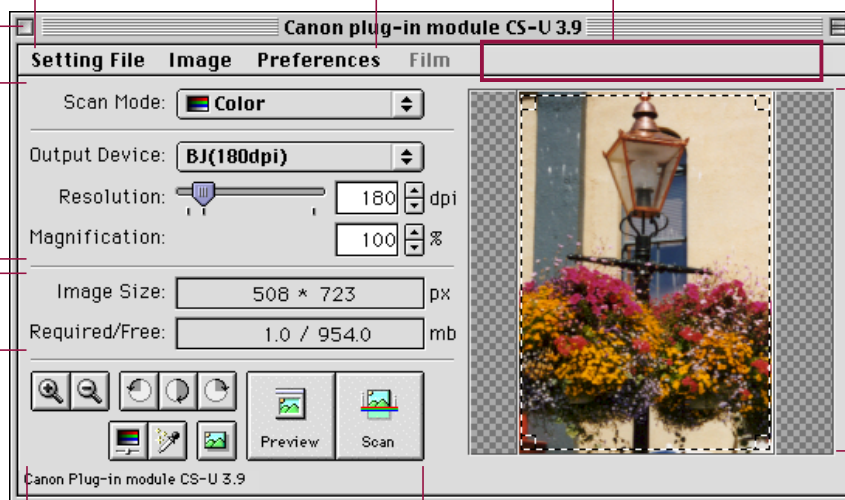 Canon plug-in module CS-U 3.9
Setting File Image Preferences Film
Scan Mode: Color
Output Device: BJ(180dpi)
Resolution: 180 dpi
Magnification: 100 %
Image Size: 508 * 723 px
Required/Free: 1.0 / 954.0 mb
Preview Scan
Canon Plug-in module CS-U 3.9